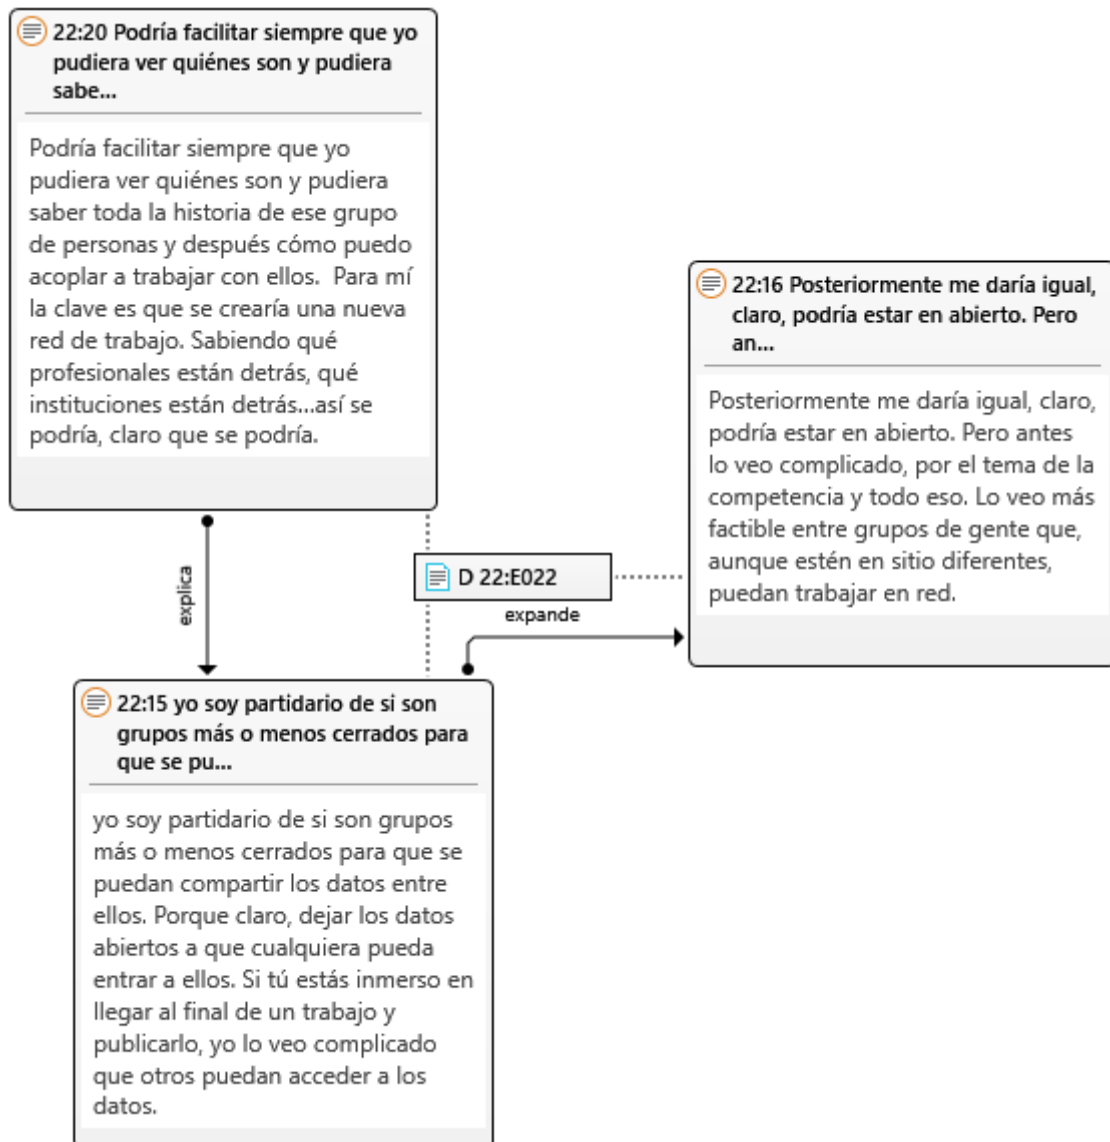 22:20 Podría facilitar siempre que yo
pudiera ver quiénes son y pudiera
sabe...
Podría facilitar siempre que yo
pudiera ver quiénes son y pudiera
saber toda la historia de ese grupo
de personas y después cómo puedo
acoplar a trabajar con ellos.  Para mí
la clave es que se crearía una nueva
red de trabajo. Sabiendo qué
profesionales están detrás, qué
instituciones están detrás...así se
podría, claro que se podría.
22:16 Posteriormente me daría igual,
claro, podría estar en abierto. Pero
an...
Posteriormente me daría igual, claro,
podría estar en abierto. Pero antes
lo veo complicado, por el tema de la
competencia y todo eso. Lo veo más
factible entre grupos de gente que,
aunque estén en sitio diferentes,
puedan trabajar en red.
explica
D 22:E022
expande
22:15 yo soy partidario de si son
grupos más o menos cerrados para
que se pu...
yo soy partidario de si son grupos
más o menos cerrados para que se
puedan compartir los datos entre
ellos. Porque claro, dejar los datos
abiertos a que cualquiera pueda
entrar a ellos. Si tú estás inmerso en
llegar al final de un trabajo y
publicarlo, yo lo veo complicado
que otros puedan acceder a los
datos.